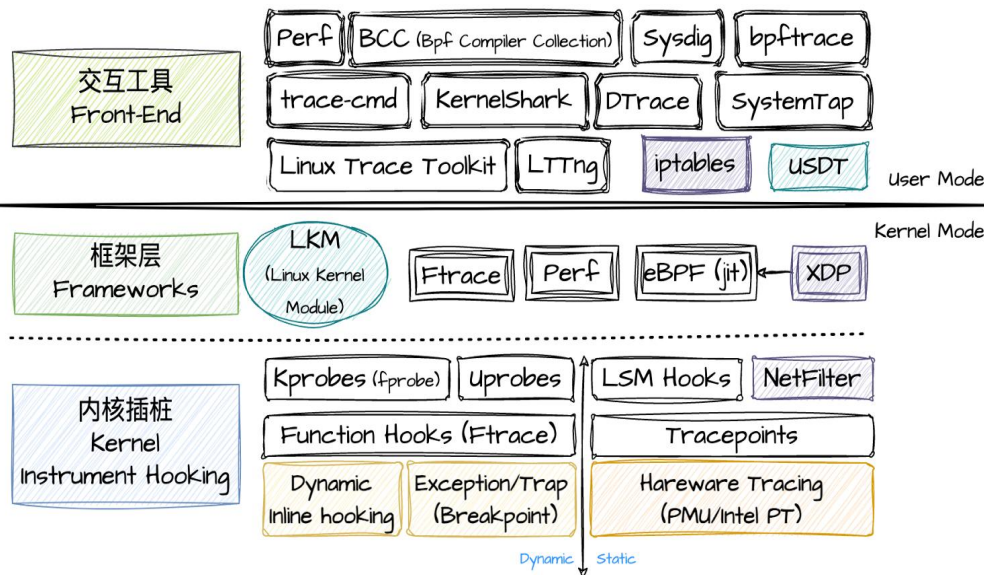 Perf
BCC (Bpf Compiler Collection)
Sysdig
bpftrace
交互工具
Front-End
trace-cmd
KernelShark
DTrace
SystemTap
Linux Trace Toolkit
LTTng
iptables
USDT
User Mode
Kernel Mode
框架层
Frameworks
LKM
(Linux Kernel
Module)
Ftrace
Perf
eBPF (jit)
XDP
内核插桩
Kernel
Instrument Hooking
Kprobes (fprobe)
Uprobes
LSM Hooks
NetFilter
Function Hooks (Ftrace)
Tracepoints
Dynamic
Inline hooking
Exception/Trap
(Breakpoint)
Hareware Tracing
(PMU/Intel PT)
Dynamic
Static